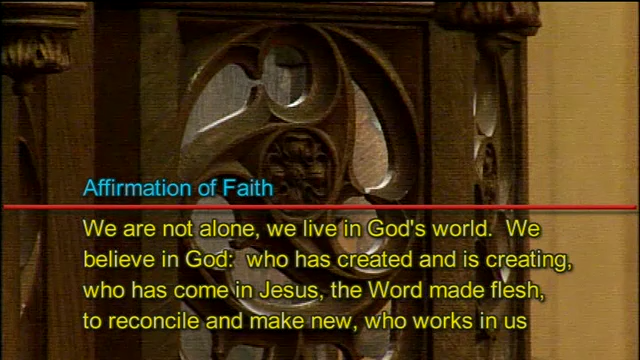 Affirmation of Faith
We are not alone, we live in God's world.  We
believe in God:  who has created and is creating,
who has come in Jesus, the Word made flesh,
to reconcile and make new, who works in us